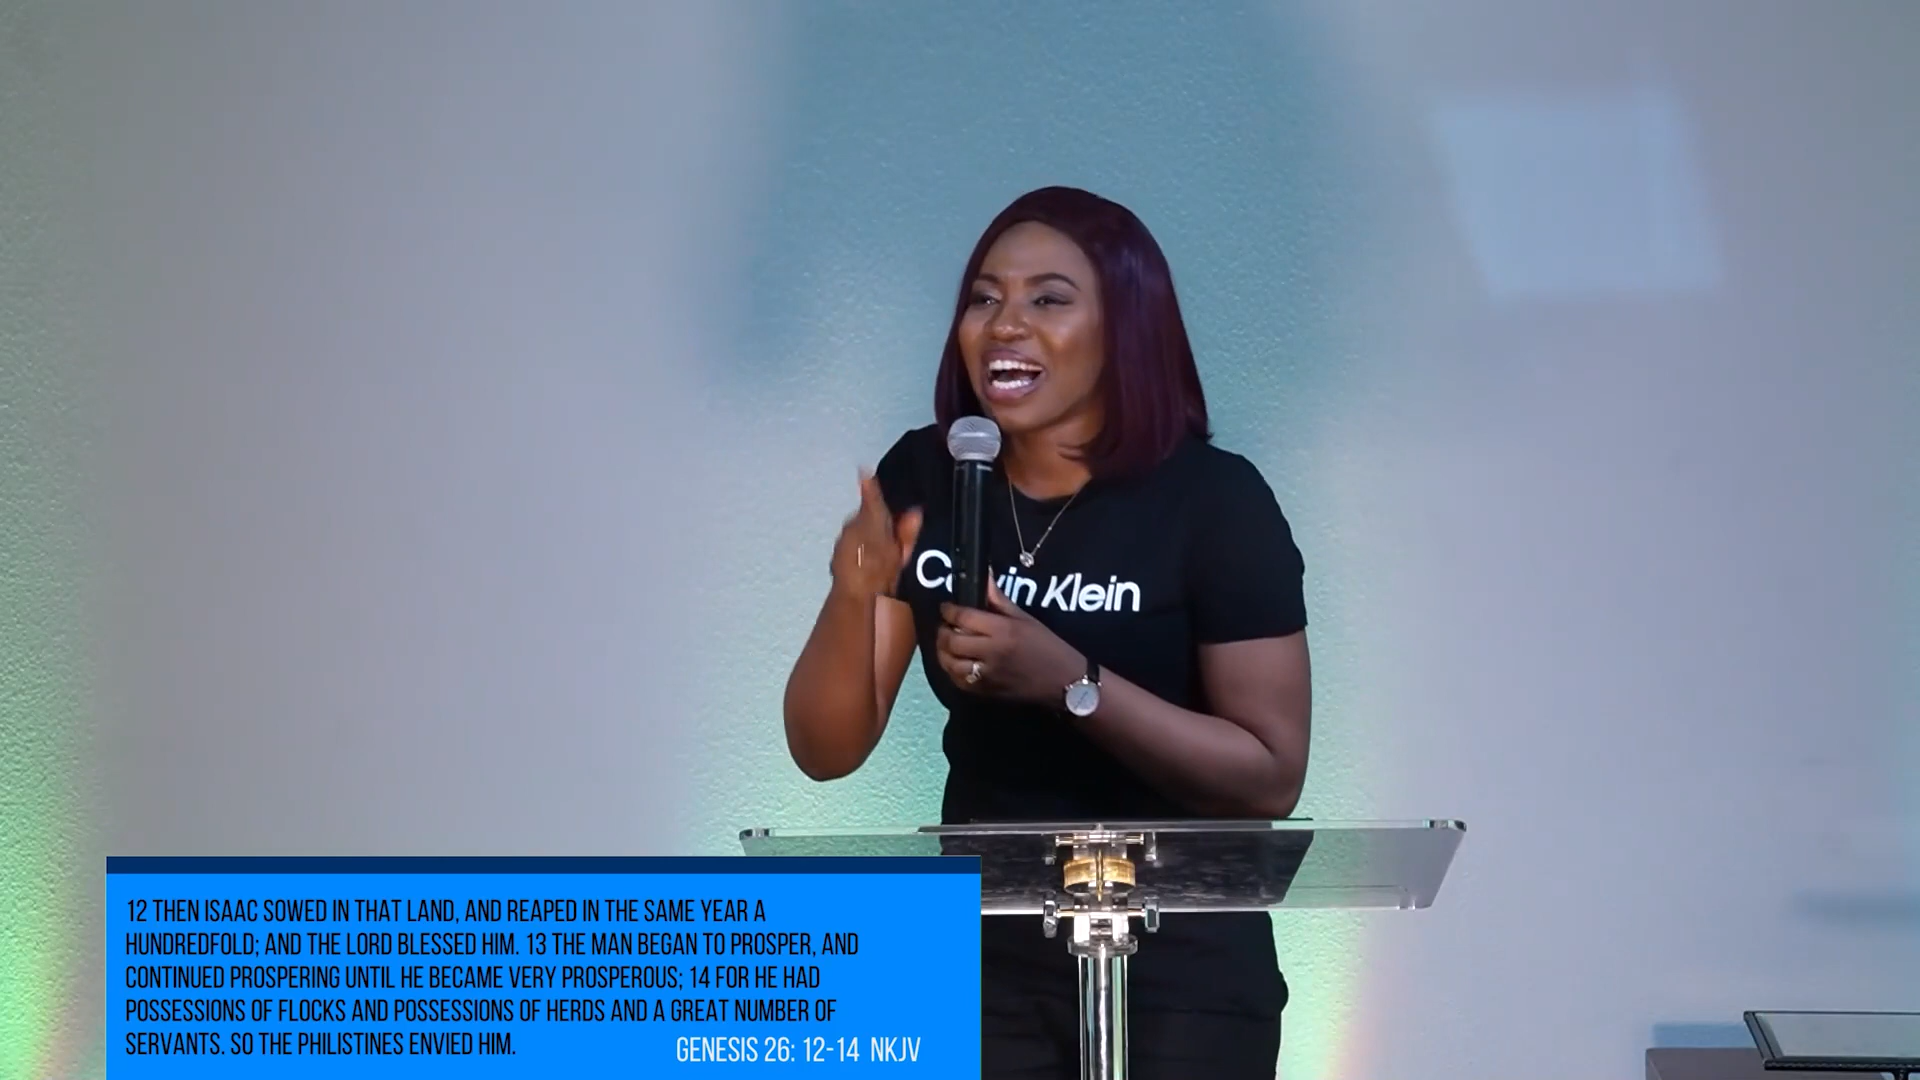 Calvin Klein
12 THEN ISAAC SOWED IN THAT LAND, AND REAPED IN THE SAME YEAR A
HUNDREDFOLD; AND THE LORD BLESSED HIM. 13 THE MAN BEGAN TO PROSPER, AND
CONTINUED PROSPERING UNTIL HE BECAME VERY PROSPEROUS; 14 FOR HE HAD
POSSESSIONS OF FLOCKS AND POSSESSIONS OF HERDS AND A GREAT NUMBER OF
SERVANTS. SO THE PHILISTINES ENVIED HIM.
GENESIS 26: 12-14 NKJV